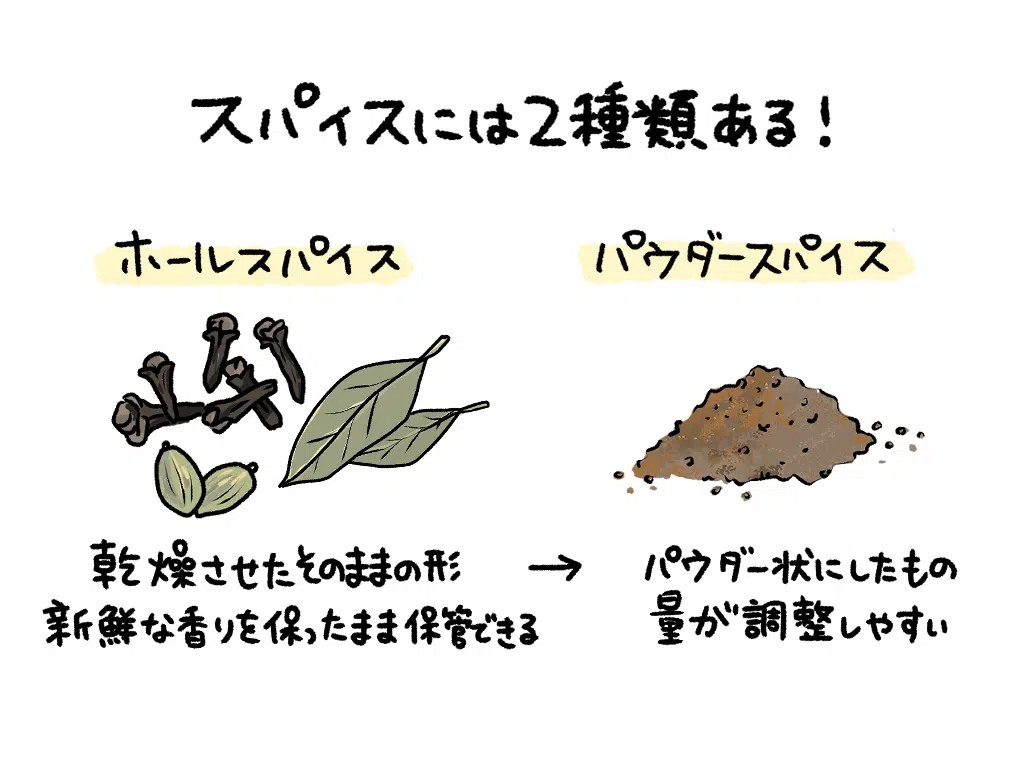 スパイスには2種類ある!
ホールスパイス
パウダースパイス
乾燥させたそのままの形
新鮮な香りを保ったまま保管できる
→
パウダー状にしたもの
量が調整しやすい